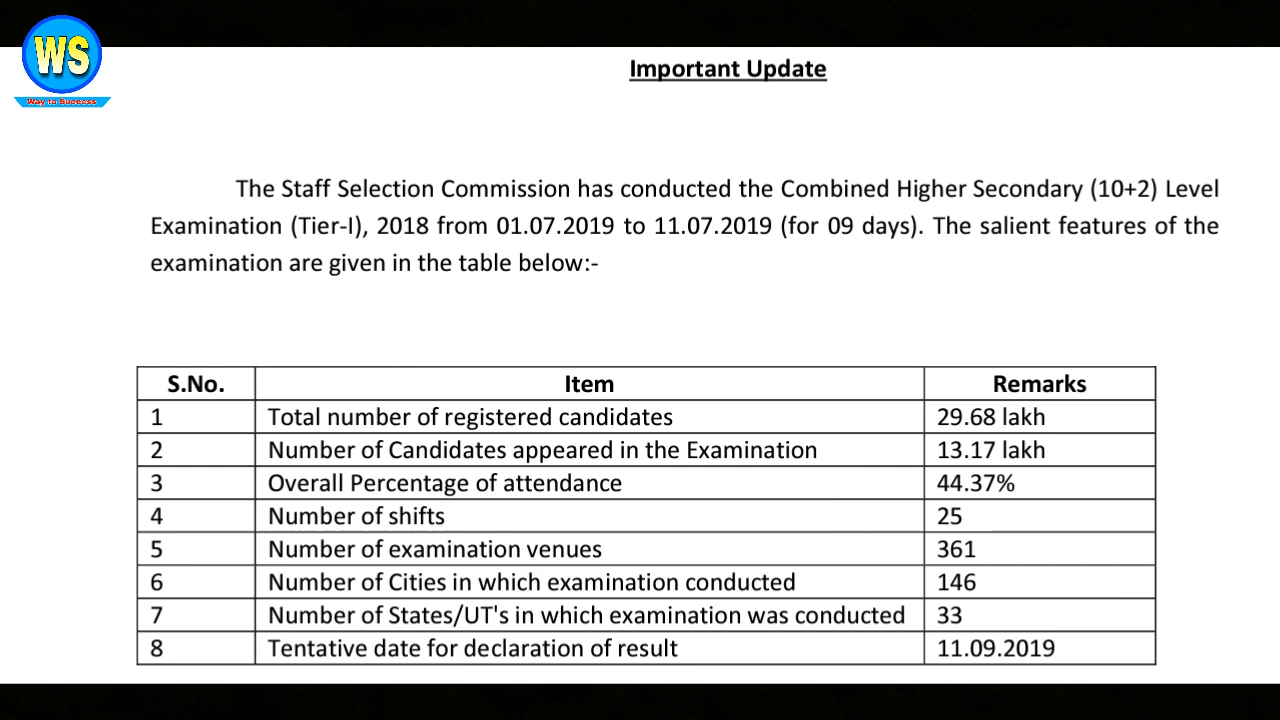 WS
Way to Success
Important Update
The Staff Selection Commission has conducted the Combined Higher Secondary (10+2) Level
Examination (Tier-I), 2018 from 01.07.2019 to 11.07.2019 (for 09 days). The salient features of the
examination are given in the table below:-
S.No. Item Remarks
1 Total number of registered candidates 29.68 lakh
2 Number of Candidates appeared in the Examination 13.17 lakh
3 Overall Percentage of attendance 44.37%
4 Number of shifts 25
5 Number of examination venues 361
6 Number of Cities in which examination conducted 146
7 Number of States/UT's in which examination was conducted 33
8 Tentative date for declaration of result 11.09.2019